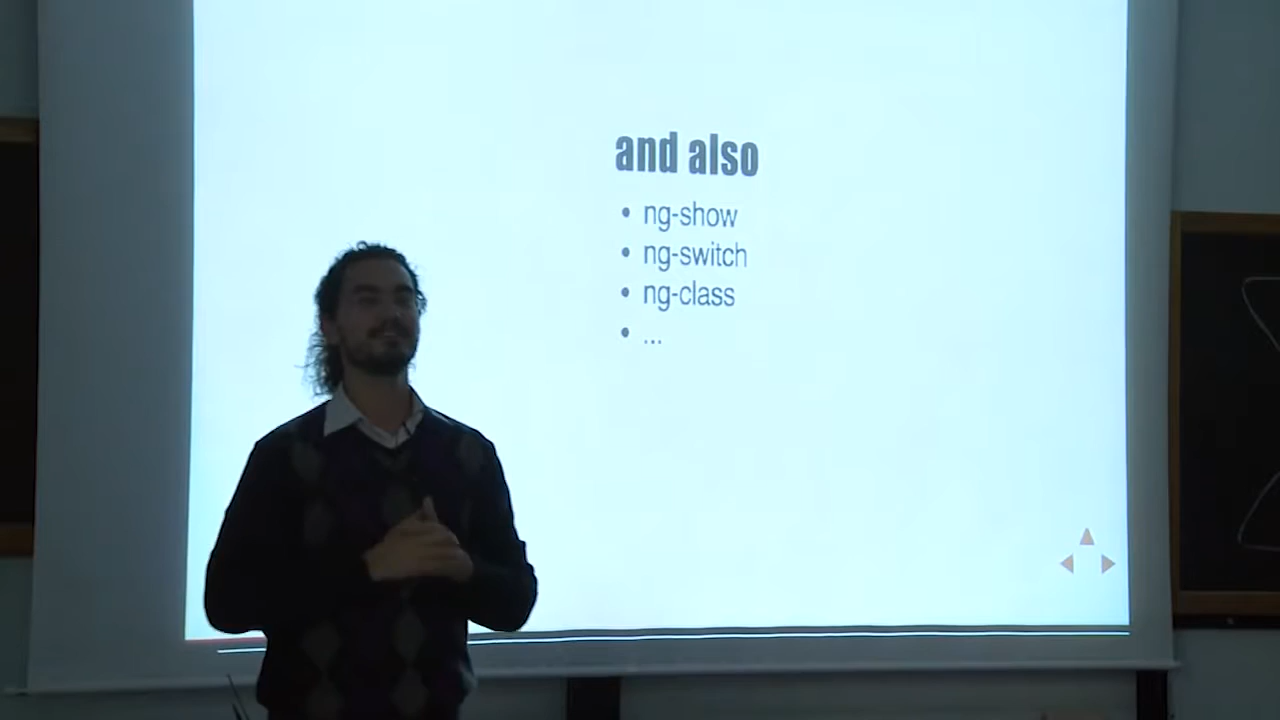 and also
• ng-show
• ng-switch
• ng-class
• ...